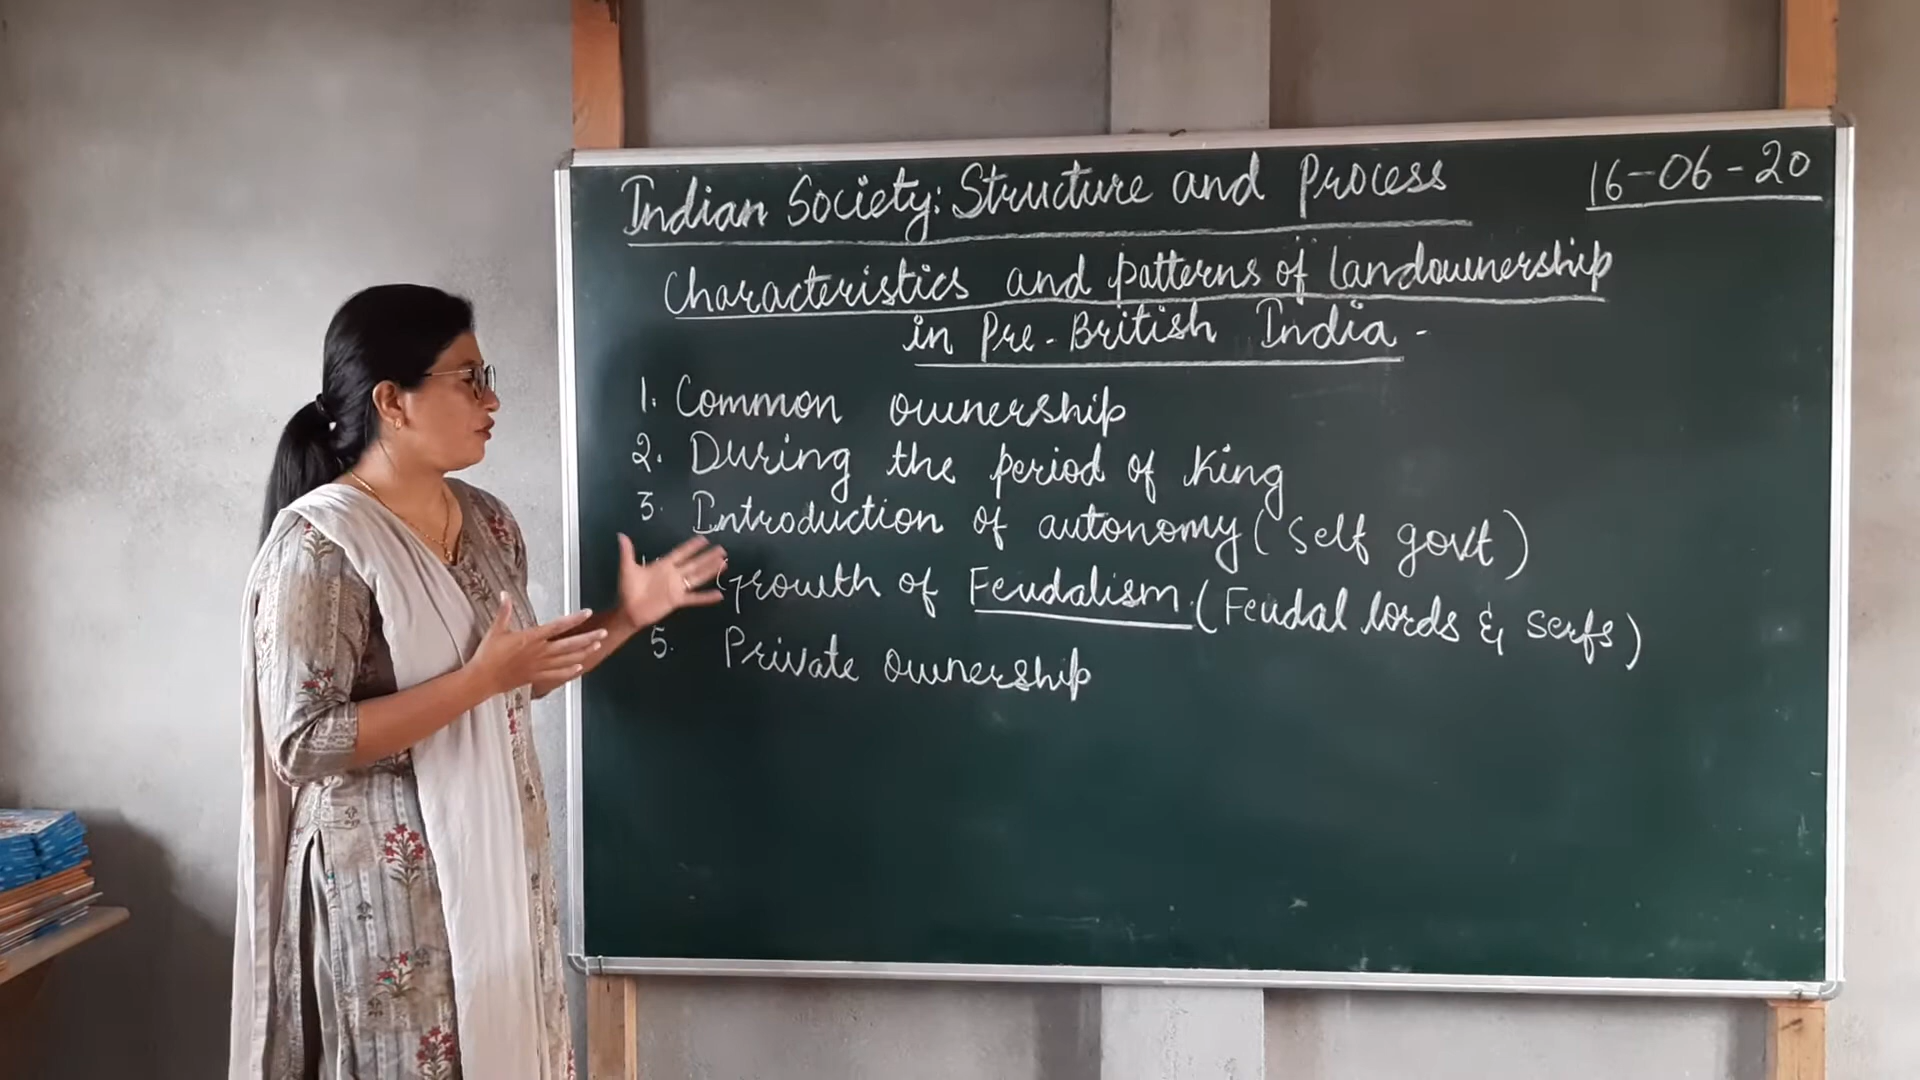 Indian Society: Structure and Process
16-06-20
Characteristics and patterns of landownership
in Pre-British India -
1. Common ownership
2. During the period of King
3. Introduction of autonomy (self govt)
Growth of Feudalism. (Feudal lords & serfs)
5. Private ownership